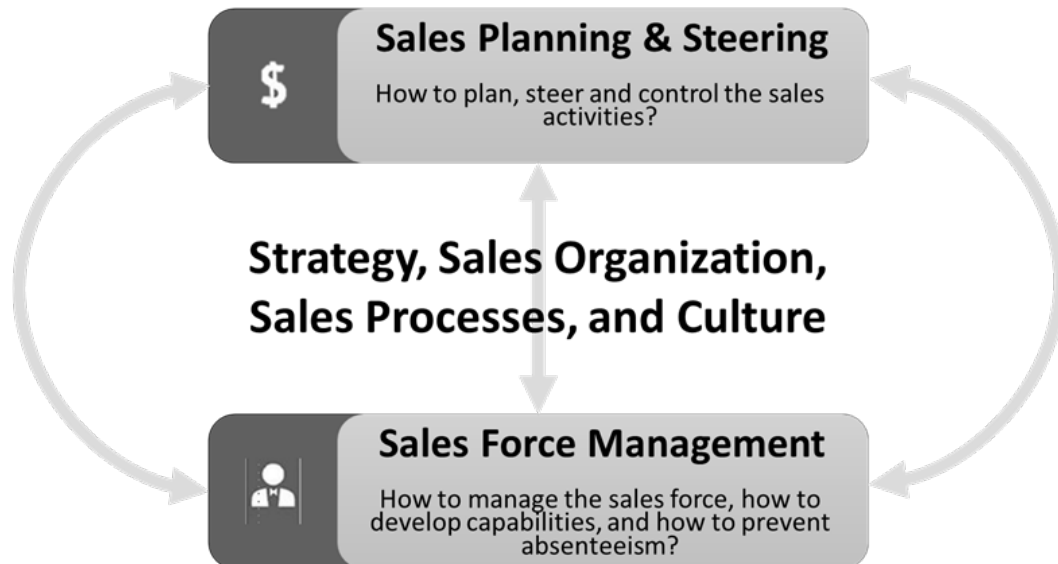 Sales Planning & Steering
$
How to plan, steer and control the sales
activities?
Strategy, Sales Organization,
Sales Processes, and Culture
Sales Force Management
How to manage the sales force, how to
develop capabilities, and how to prevent
absenteeism?